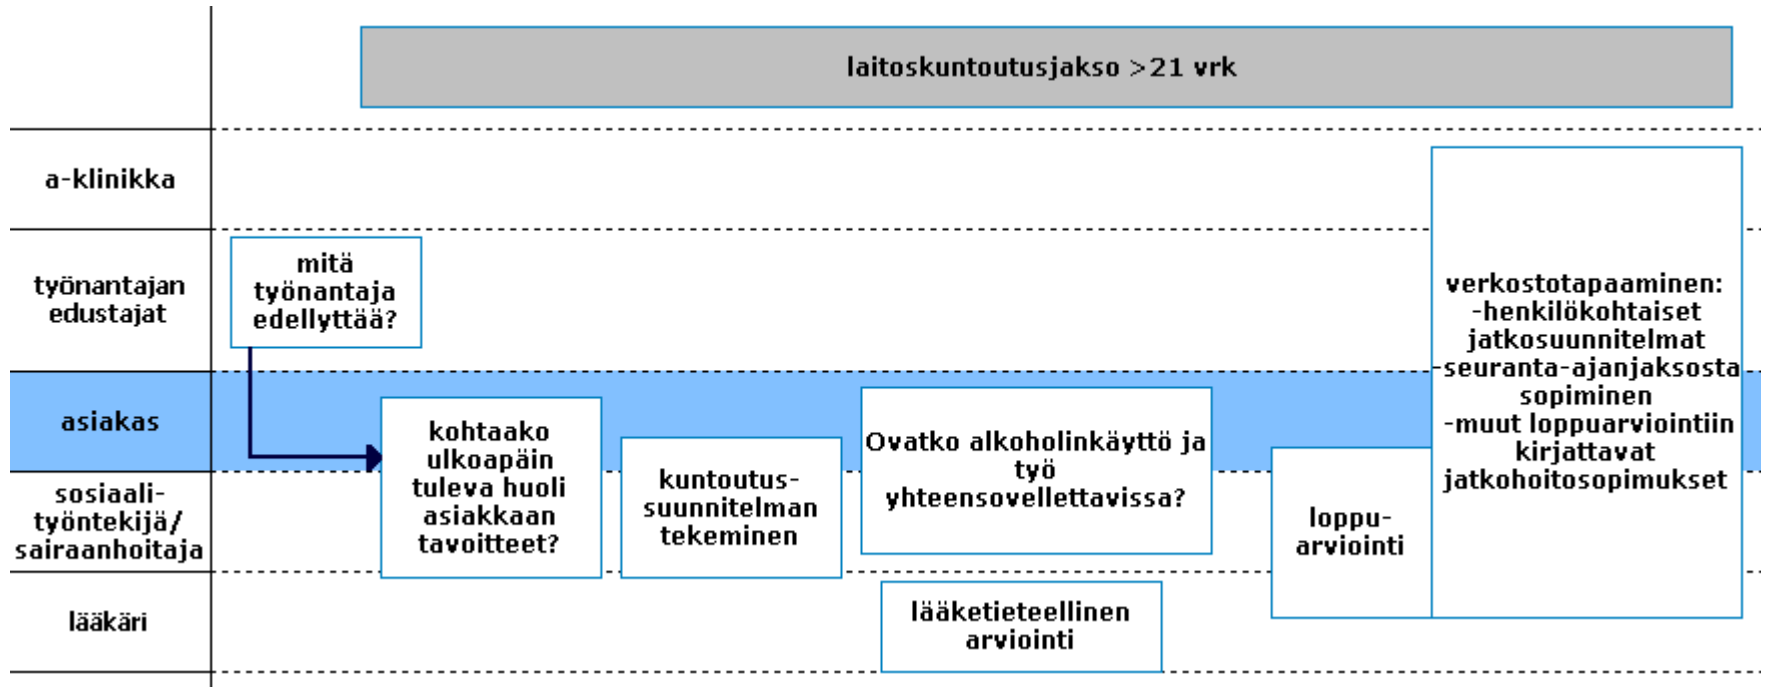 laitoskuntoutusjakso >21 vrk
a-klinikka
työnantajan
edustajat
mitä
työnantaja
edellyttää?
asiakas
sosiaali-
työntekijä/
sairaanhoitaja
lääkäri
kohtaako
ulkoapäin
tuleva huoli
asiakkaan
tavoitteet?
kuntoutus-
suunnitelman
tekeminen
Ovatko alkoholinkäyttö ja
työ
yhteensovellettavissa?
lääketieteellinen
arviointi
loppu-
arviointi
verkostotapaaminen:
-henkilökohtaiset
jatkosuunnitelmat
-seuranta-ajanjaksosta
sopiminen
-muut loppuarviointiin
kirjattavat
jatkohoitosopimukset